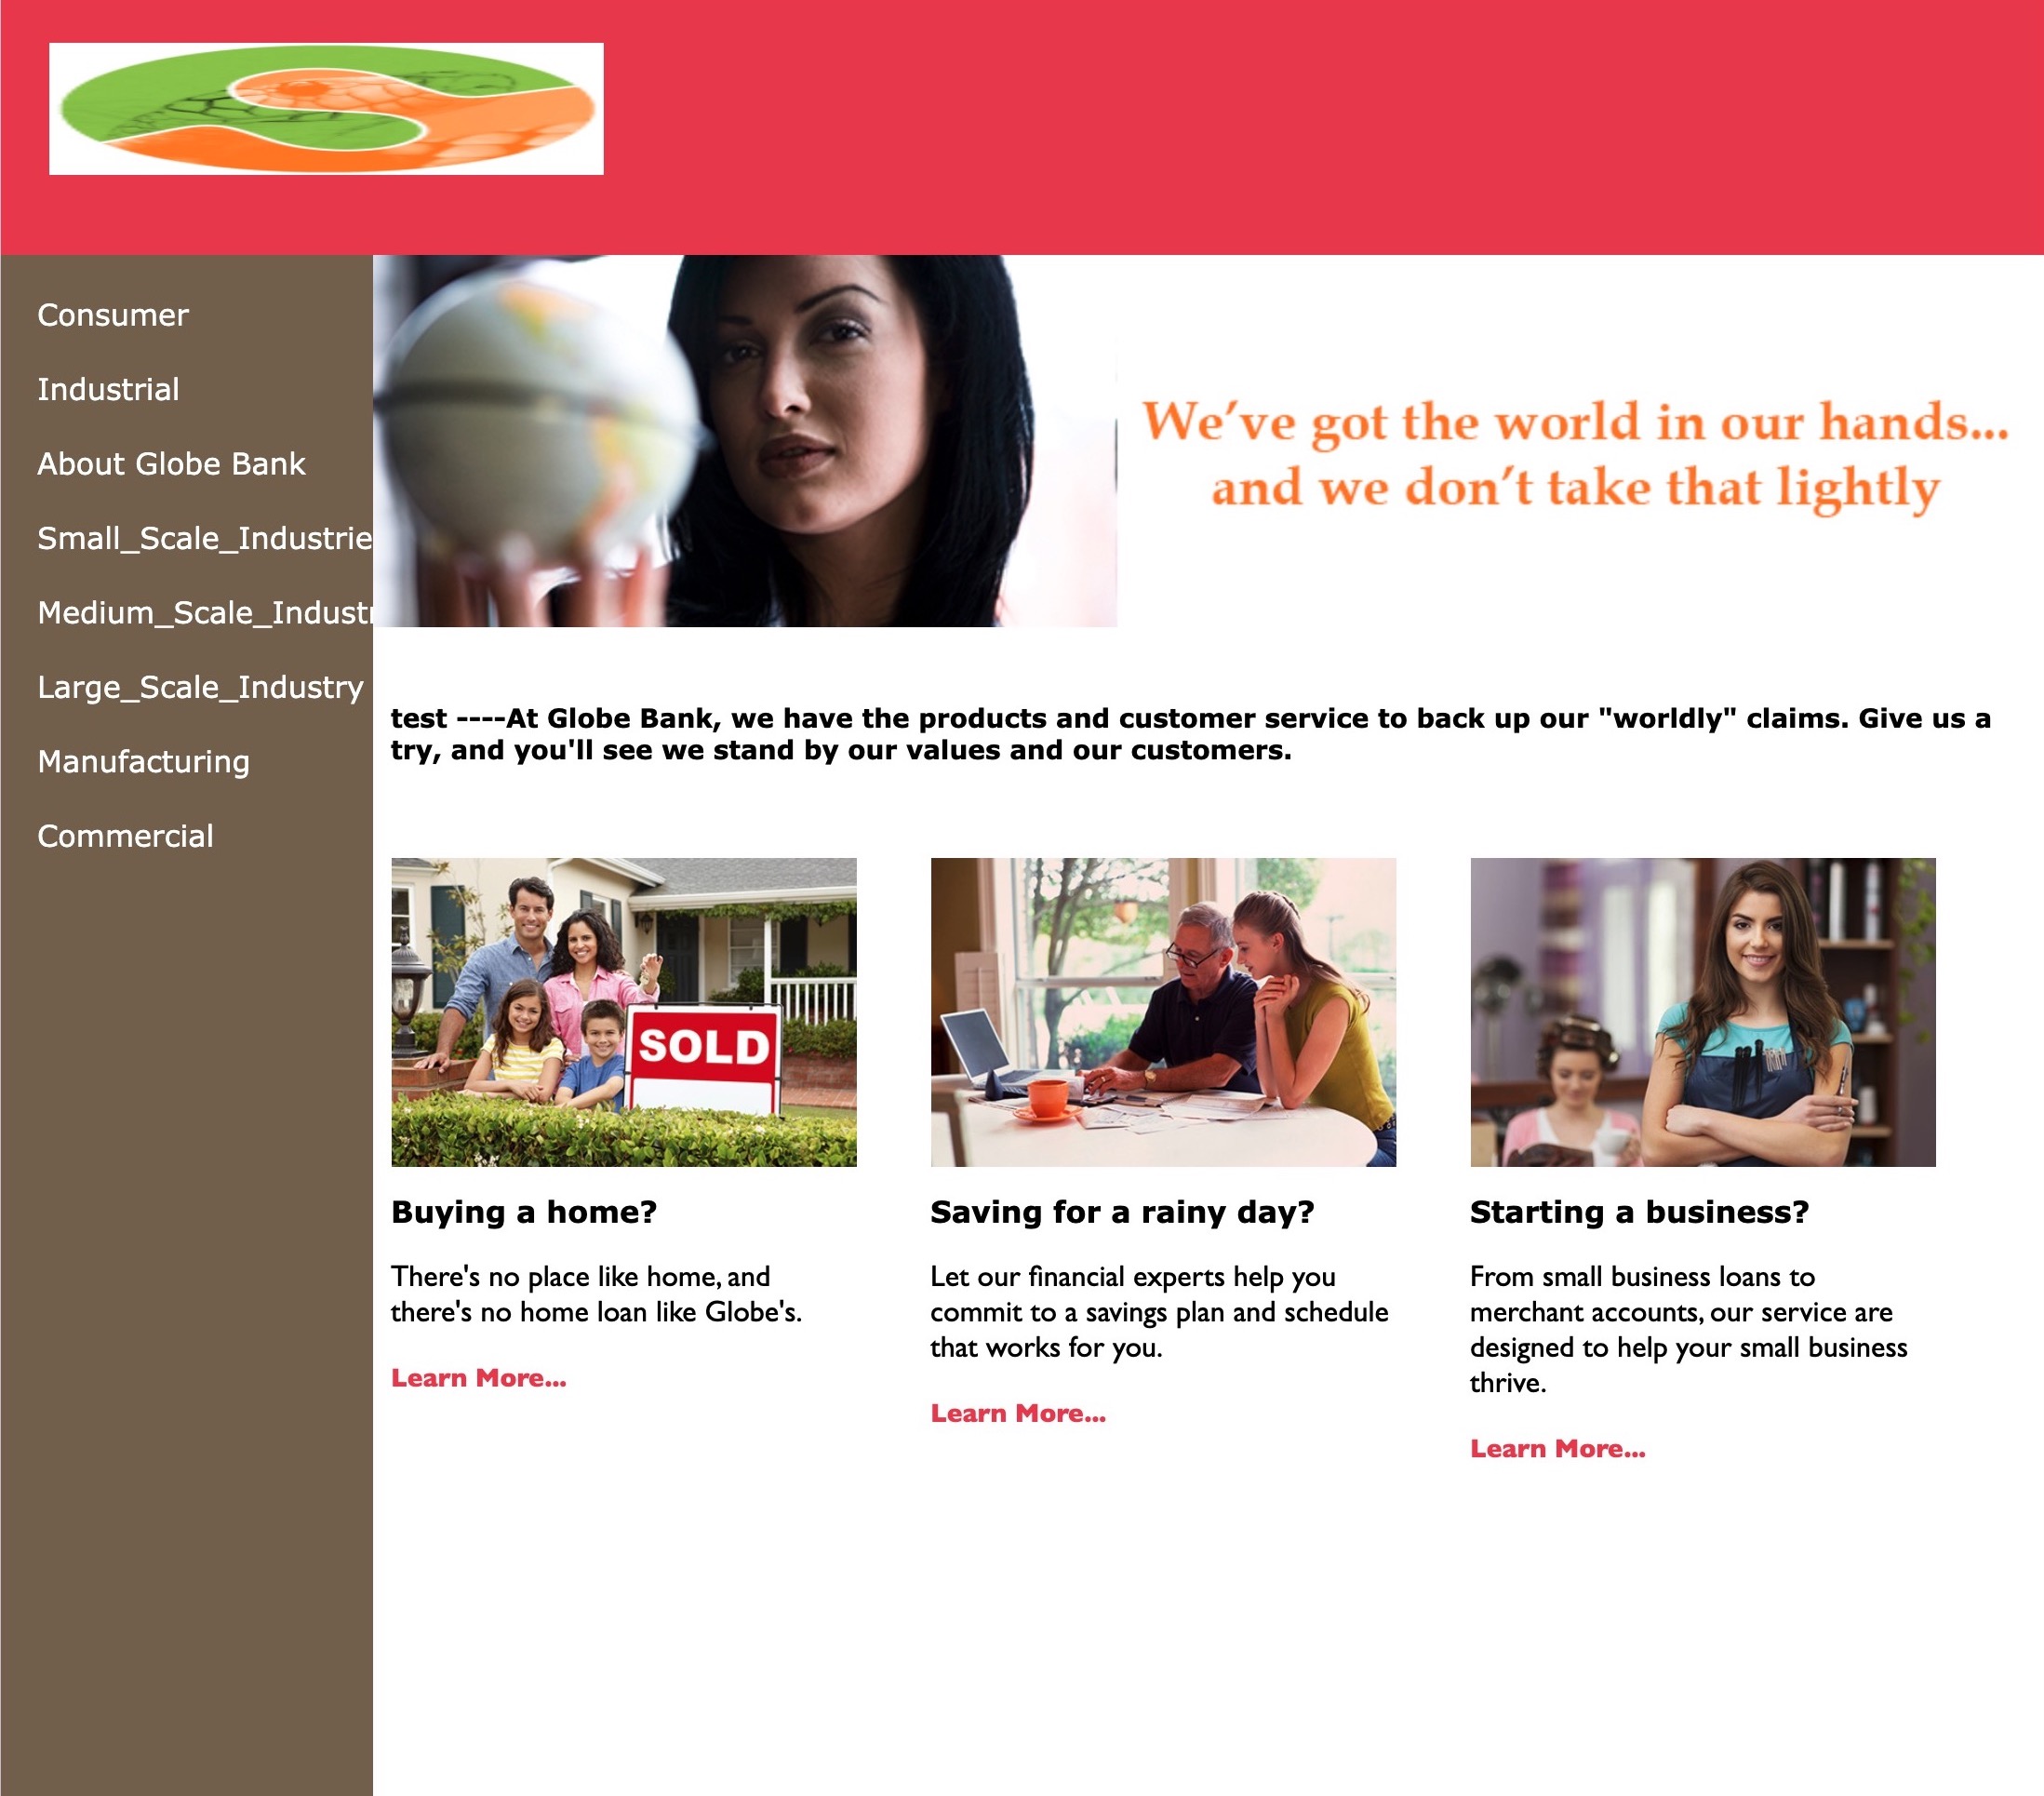 Consumer
Industrial
About Globe Bank
Small_Scale_Industrie
Medium_Scale_Industr
Large_Scale_Industry
Manufacturing
Commercial
We’ve got the world in our hands...
and we don’t take that lightly
test ----At Globe Bank, we have the products and customer service to back up our "worldly" claims. Give us a
try, and you'll see we stand by our values and our customers.
SOLD
Buying a home?
There's no place like home, and
there's no home loan like Globe's.
Learn More...
Saving for a rainy day?
Let our financial experts help you
commit to a savings plan and schedule
that works for you.
Learn More...
Starting a business?
From small business loans to
merchant accounts, our service are
designed to help your small business
thrive.
Learn More...